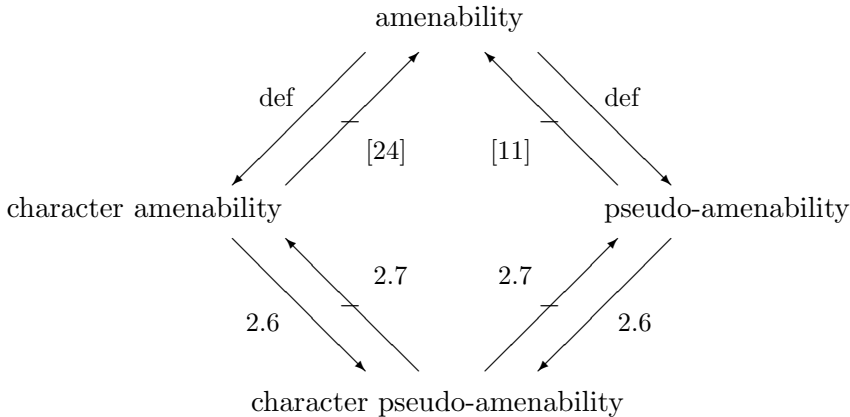 amenability
def def
[24] [11]
character amenability pseudo-amenability
2.7 2.7
2.6 2.6
character pseudo-amenability